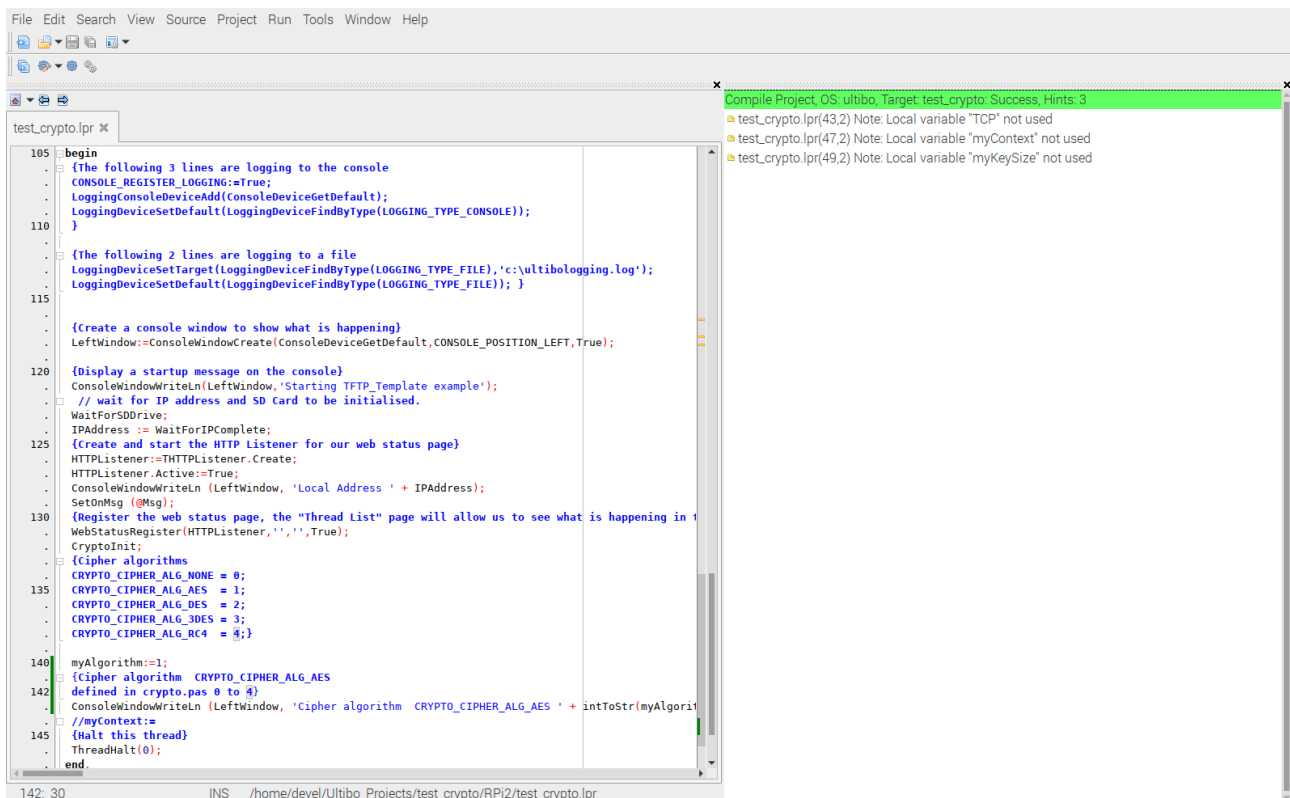 File Edit Search View Source Project Run Tools Window Help
test_crypto.lpr
105 begin
. {The following 3 lines are logging to the console
. CONSOLE_REGISTER_LOGGING:=True;
. LoggingConsoleDeviceAdd(ConsoleDeviceGetDefault);
. LoggingDeviceSetDefault(LoggingDeviceFindByType(LOGGING_TYPE_CONSOLE));
110 }
.
. {The following 2 lines are logging to a file
. LoggingDeviceSetTarget(LoggingDeviceFindByType(LOGGING_TYPE_FILE),'c:\ultibologging.log');
. LoggingDeviceSetDefault(LoggingDeviceFindByType(LOGGING_TYPE_FILE)); }
115
.
. {Create a console window to show what is happening}
. LeftWindow:=ConsoleWindowCreate(ConsoleDeviceGetDefault,CONSOLE_POSITION_LEFT,True);
.
120 {Display a startup message on the console}
. ConsoleWindowWriteLn(LeftWindow,'Starting TFTP_Template example');
. // wait for IP address and SD Card to be initialised.
. WaitForSDDrive;
. IPAddress := WaitForIPComplete;
125 {Create and start the HTTP Listener for our web status page}
. HTTPListener:=THTTPListener.Create;
. HTTPListener.Active:=True;
. ConsoleWindowWriteLn (LeftWindow, 'Local Address ' + IPAddress);
. SetOnMsg (@Msg);
130 {Register the web status page, the "Thread List" page will allow us to see what is happening in
. WebStatusRegister(HTTPListener,'','',True);
. CryptoInit;
. {Cipher algorithms
. CRYPTO_CIPHER_ALG_NONE = 0;
135 CRYPTO_CIPHER_ALG_AES = 1;
. CRYPTO_CIPHER_ALG_DES = 2;
. CRYPTO_CIPHER_ALG_3DES = 3;
. CRYPTO_CIPHER_ALG_RC4 = 4;}
.
140 myAlgorithm:=1;
. {Cipher algorithm CRYPTO_CIPHER_ALG_AES
142 defined in crypto.pas 0 to 4}
. ConsoleWindowWriteLn (LeftWindow, 'Cipher algorithm CRYPTO_CIPHER_ALG_AES ' + intToStr(myAlgorit
. //myContext:=
145 {Halt this thread}
. ThreadHalt(0);
. end.
142: 30 INS /home/devel/Ultibo_Projects/test_crypto/RPi2/test_crypto.lpr
Compile Project, OS: ultibo, Target: test_crypto: Success, Hints: 3
test_crypto.lpr(43,2) Note: Local variable "TCP" not used
test_crypto.lpr(47,2) Note: Local variable "myContext" not used
test_crypto.lpr(49,2) Note: Local variable "myKeySize" not used